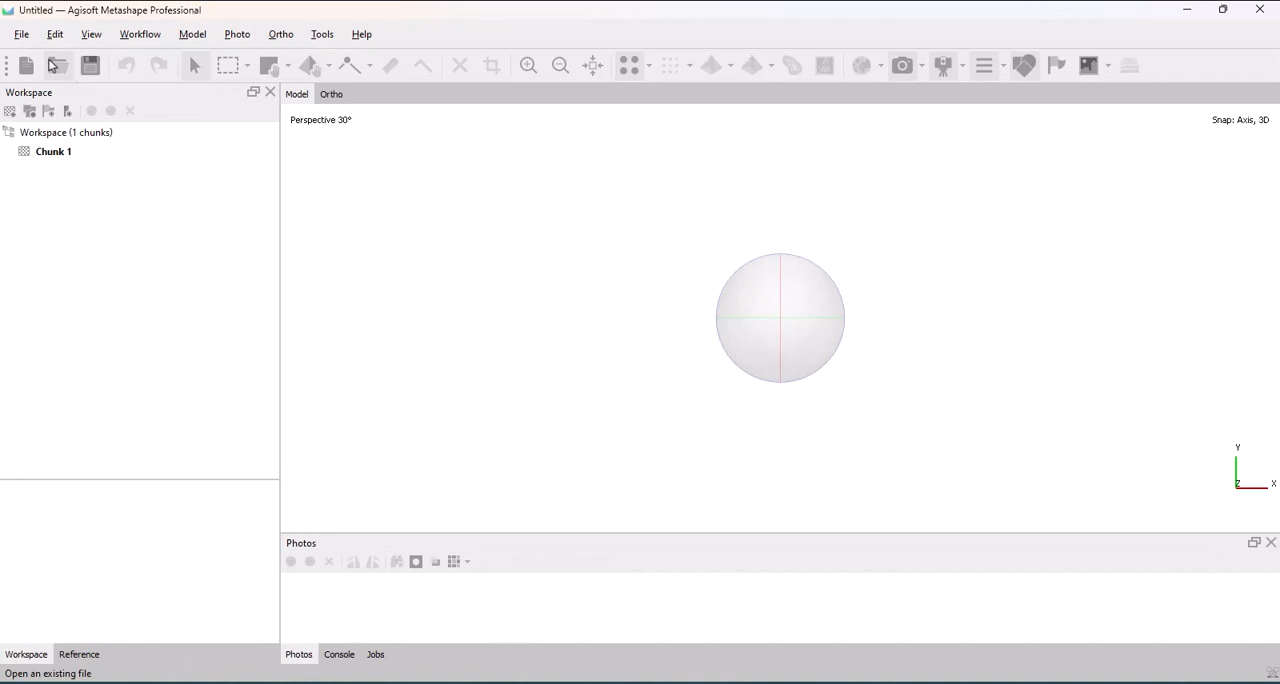 Untitled — Agisoft Metashape Professional
File Edit View Workflow Model Photo Ortho Tools Help
Workspace
Model Ortho
Perspective 30°
Snap: Axis, 3D
Workspace (1 chunks)
Chunk 1
Y
Z
X
Photos
Workspace Reference
Photos Console Jobs
Open an existing file